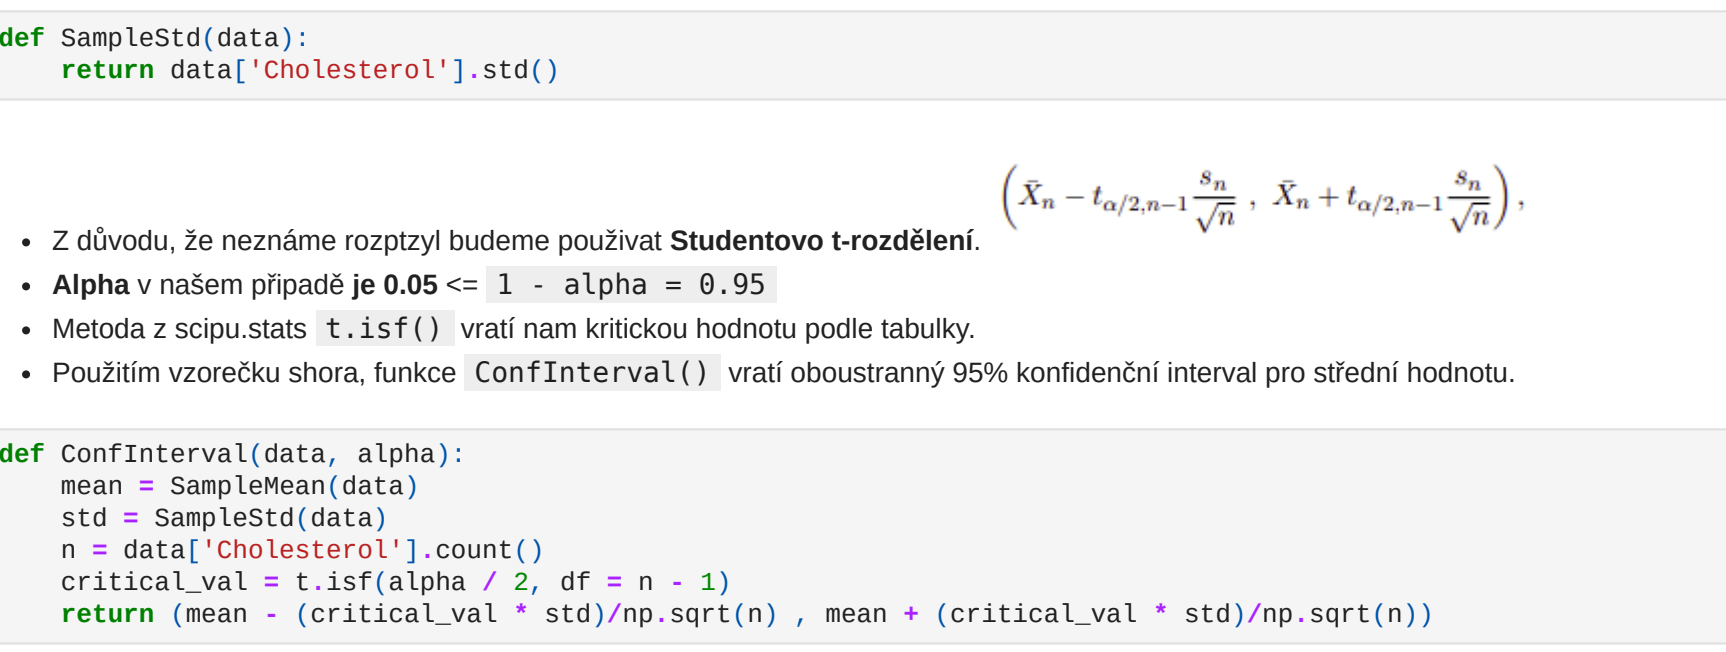 def SampleStd(data):
    return data['Cholesterol'].std()
(X̄ₙ − t_{α/2,n−1} sₙ/√n , X̄ₙ + t_{α/2,n−1} sₙ/√n),
• Z důvodu, že neznáme rozptzyl budeme použivat Studentovo t-rozdělení.
• Alpha v našem připadě je 0.05 <= 1 - alpha = 0.95
• Metoda z scipu.stats t.isf() vratí nam kritickou hodnotu podle tabulky.
• Použitím vzorečku shora, funkce ConfInterval() vratí oboustranný 95% konfidenční interval pro střední hodnotu.
def ConfInterval(data, alpha):
    mean = SampleMean(data)
    std = SampleStd(data)
    n = data['Cholesterol'].count()
    critical_val = t.isf(alpha / 2, df = n - 1)
    return (mean - (critical_val * std)/np.sqrt(n) , mean + (critical_val * std)/np.sqrt(n))